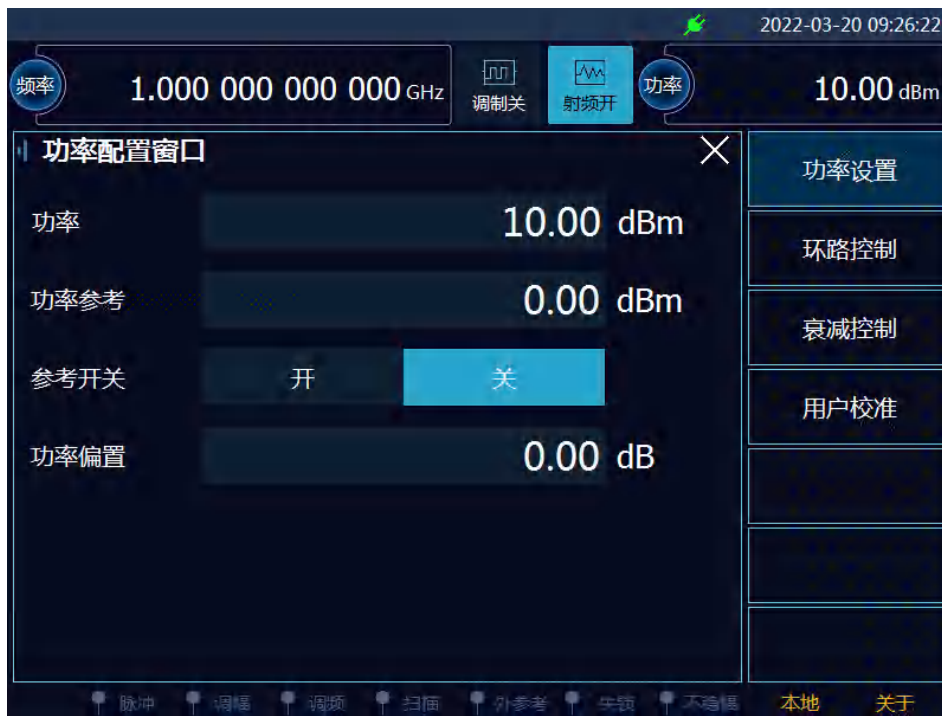 2022-03-20 09:26:22
频率 1.000 000 000 000 GHz 调制关 射频开 功率 10.00 dBm
功率配置窗口
功率 10.00 dBm
功率参考 0.00 dBm
参考开关 开 关
功率偏置 0.00 dB
功率设置
环路控制
衰减控制
用户校准
脉冲 调幅 调频 扫描 外参考 失锁 不稳幅 本地 关于